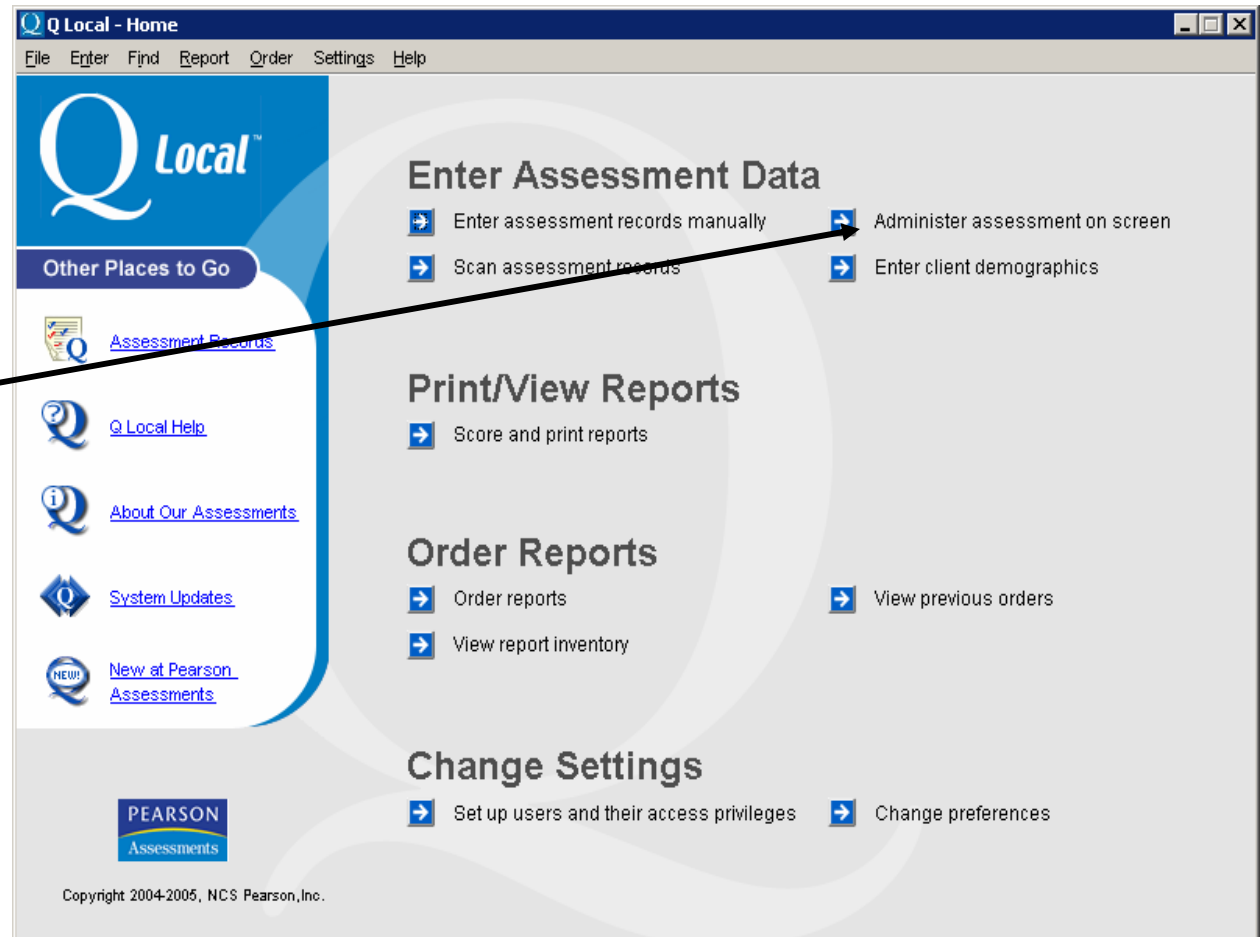 Q Local - Home
File Enter Find Report Order Settings Help
Q Local™
Other Places to Go
Assessment Records
Q Local Help
About Our Assessments
System Updates
NEW!
New at Pearson
Assessments
PEARSON
Assessments
Copyright 2004-2005, NCS Pearson,Inc.
Enter Assessment Data
Enter assessment records manually
Administer assessment on screen
Scan assessment records
Enter client demographics
Print/View Reports
Score and print reports
Order Reports
Order reports
View previous orders
View report inventory
Change Settings
Set up users and their access privileges
Change preferences